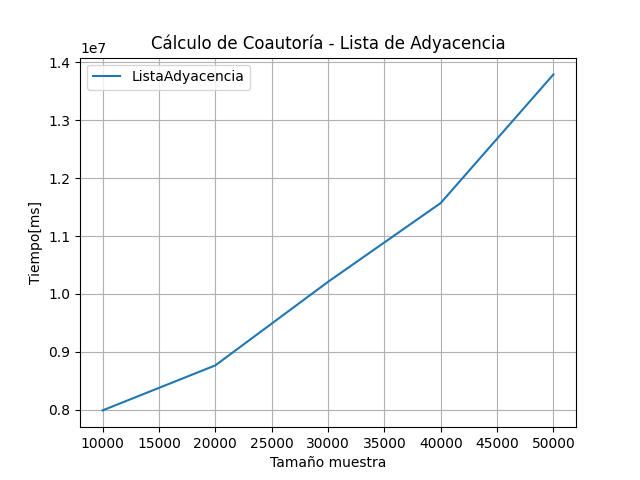 Cálculo de Coautoría - Lista de Adyacencia
1e7
ListaAdyacencia
1.4
1.3
1.2
1.1
1.0
0.9
0.8
Tiempo[ms]
10000 15000 20000 25000 30000 35000 40000 45000 50000
Tamaño muestra